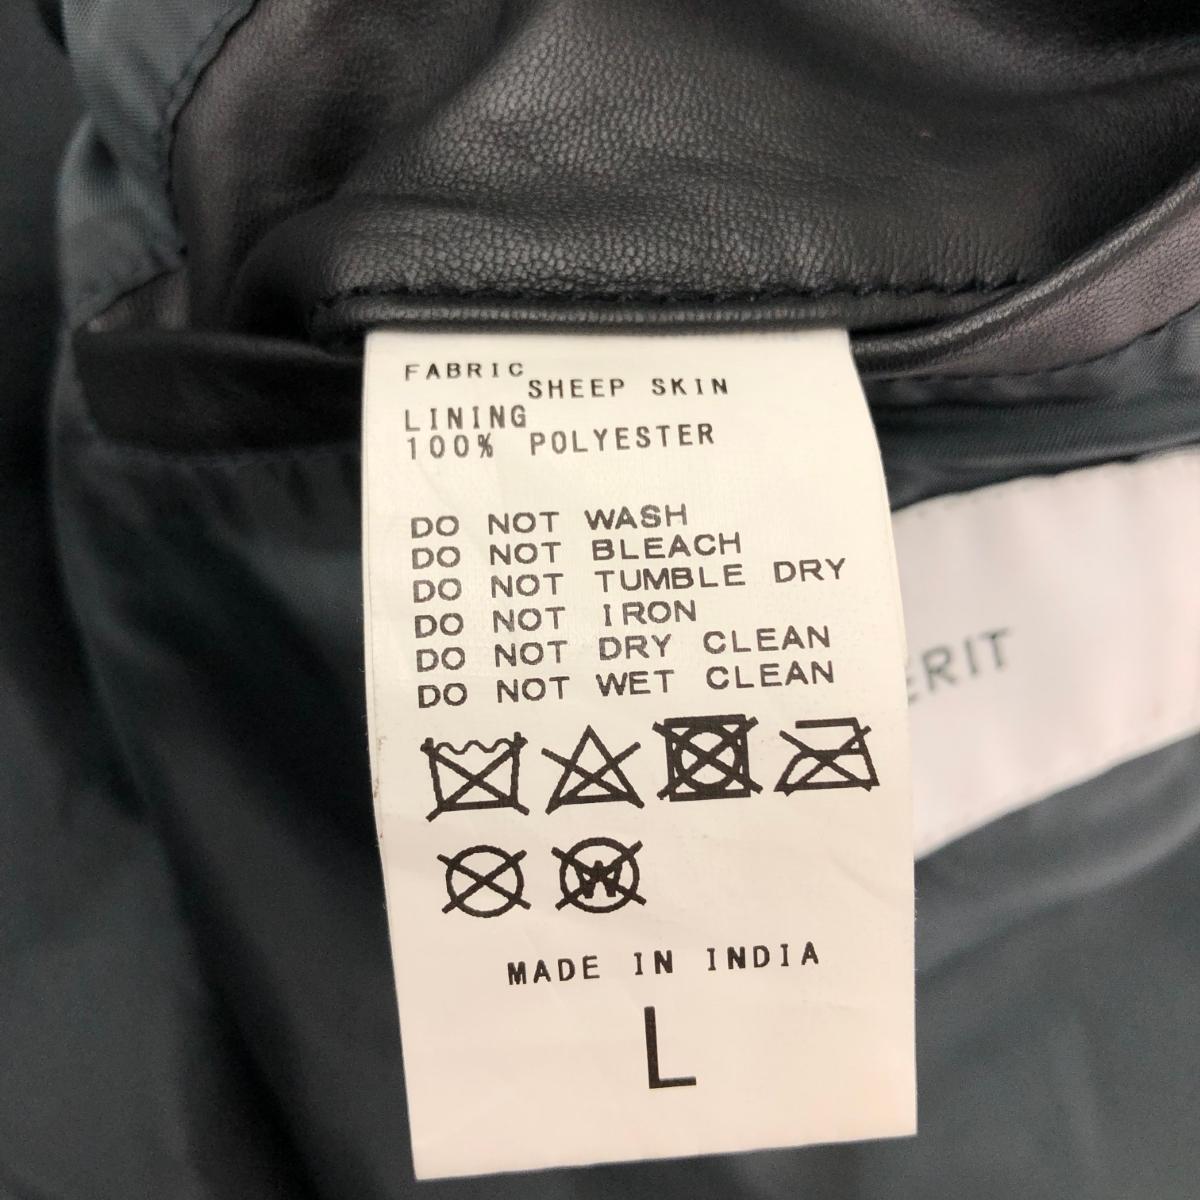 FABRIC
SHEEP SKIN
LINING
100% POLYESTER
DO NOT WASH
DO NOT BLEACH
DO NOT TUMBLE DRY
DO NOT IRON
DO NOT DRY CLEAN
DO NOT WET CLEAN
ERIT
W
MADE IN INDIA
L